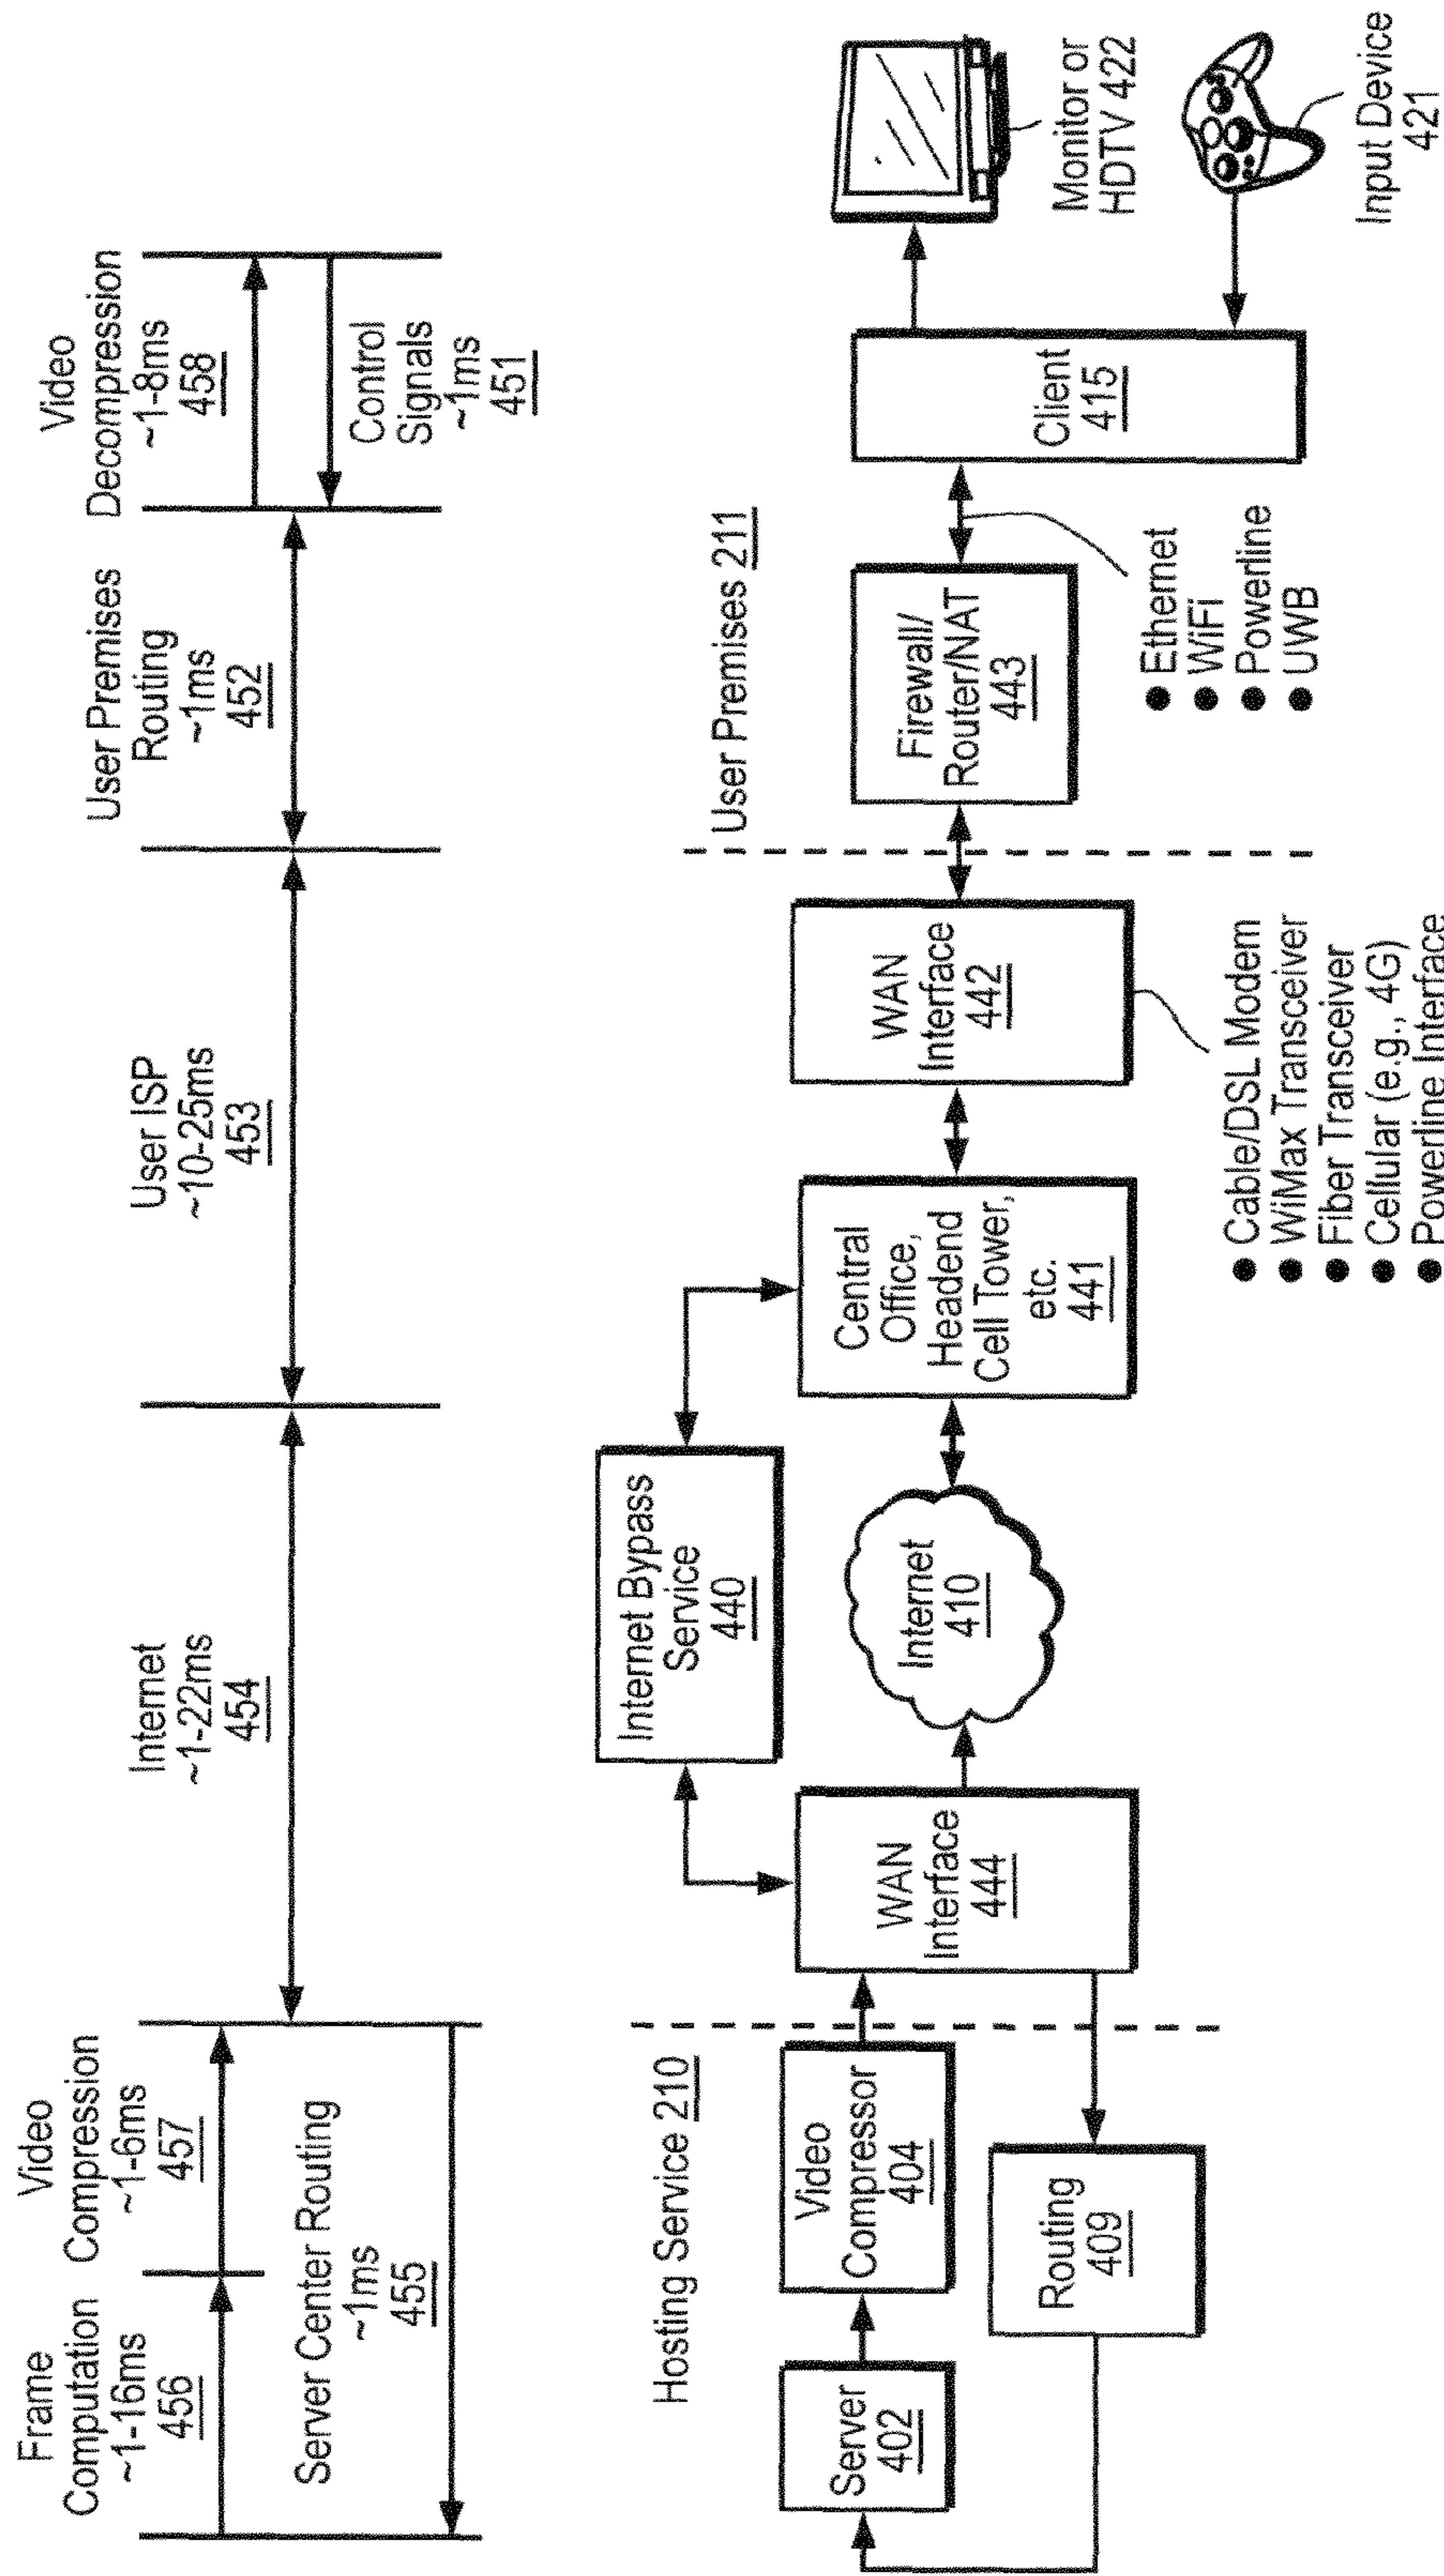 Frame
Computation
~1-16ms
456
Video
Compression
~1-6ms
457
Server Center Routing
~1ms
455
Internet
~1-22ms
454
User ISP
~10-25ms
453
User Premises
Routing
~1ms
452
Video
Decompression
~1-8ms
458
Control
Signals
~1ms
451
Hosting Service 210
Server
402
Video
Compressor
404
Routing
409
WAN
Interface
444
Internet Bypass
Service
440
Internet
410
Central
Office,
Headend
Cell Tower,
etc.
441
WAN
Interface
442
● Cable/DSL Modem
● WiMax Transceiver
● Fiber Transceiver
● Cellular (e.g., 4G)
● Powerline Interface
User Premises 211
Firewall/
Router/NAT
443
● Ethernet
● WiFi
● Powerline
● UWB
Client
415
Monitor or
HDTV 422
Input Device
421